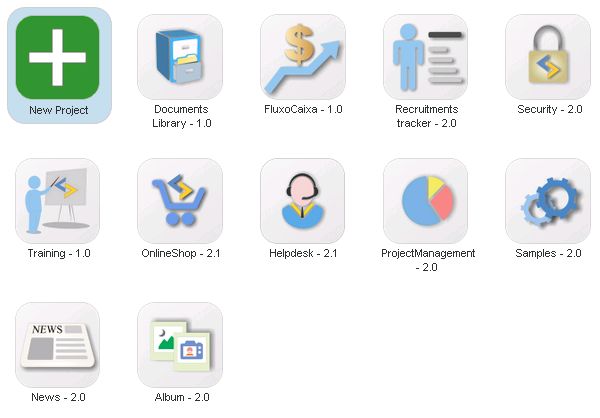 New Project
Documents
Library - 1.0
FluxoCaixa - 1.0
Recruitments
tracker - 2.0
Security - 2.0
Training - 1.0
OnlineShop - 2.1
Helpdesk - 2.1
ProjectManagement
- 2.0
Samples - 2.0
NEWS
News - 2.0
Album - 2.0